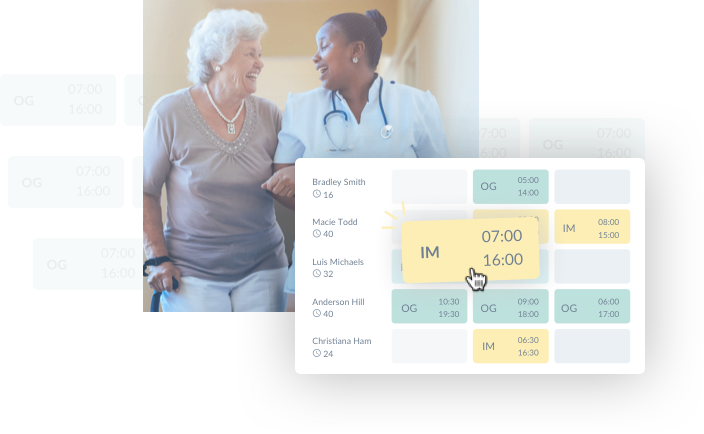 OG 07:00
16:00
07:00
16:00
OG 07:00
16:00
OG 07:00
16:00
OG 07:00
16:00
Bradley Smith
16
OG 05:00
14:00
Macie Todd
40
IM 08:00
15:00
IM 07:00
16:00
Luis Michaels
32
Anderson Hill
40
OG 10:30
19:30
OG 09:00
18:00
OG 06:00
17:00
Christiana Ham
24
IM 06:30
16:30